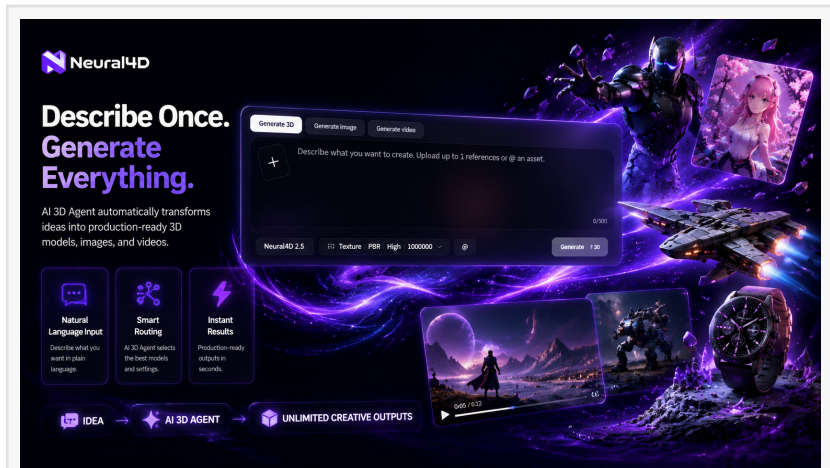 Neural4D
Describe Once.
Generate
Everything.
AI 3D Agent automatically transforms
ideas into production-ready 3D
models, images, and videos.
Generate 3D
Generate image
Generate video
+
Describe what you want to create. Upload up to 1 references or @ an asset.
0/500
Neural4D 2.5
Texture | PBR | High | 1000000
@
Generate ↑ 30
Natural
Language Input
Describe what you
want in plain
language.
Smart
Routing
AI 3D Agent selects
the best models
and settings.
Instant
Results
Production-ready
outputs in
seconds.
0:05 / 0:12
IDEA → AI 3D AGENT → UNLIMITED CREATIVE OUTPUTS